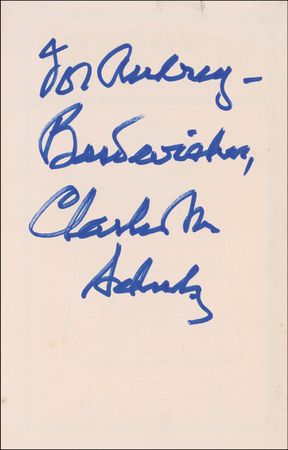 For Audrey –
Best wishes,
Charles M
Schulz